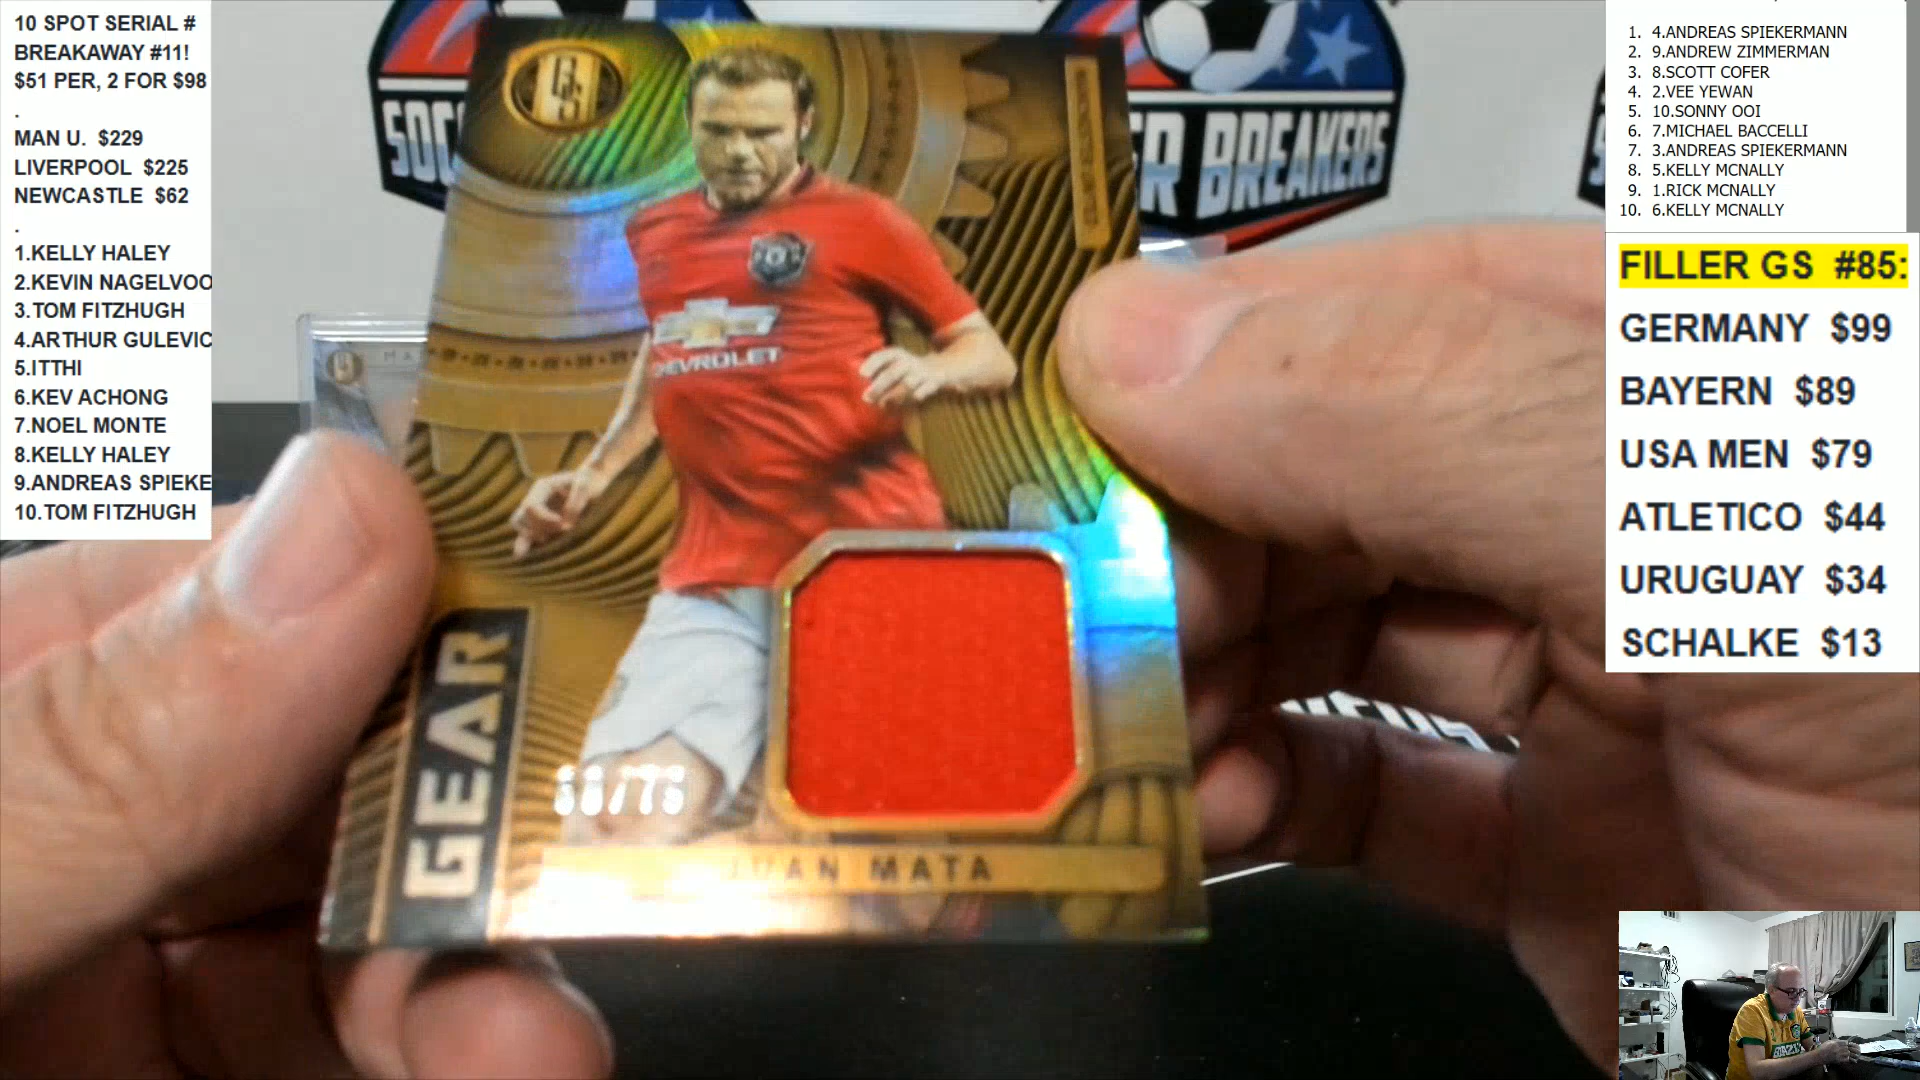 10 SPOT SERIAL #
BREAKAWAY #11!
$51 PER, 2 FOR $98
.
MAN U. $229
LIVERPOOL $225
NEWCASTLE $62
.
1.KELLY HALEY
2.KEVIN NAGELVOO
3.TOM FITZHUGH
4.ARTHUR GULEVIC
5.ITTHI
6.KEV ACHONG
7.NOEL MONTE
8.KELLY HALEY
9.ANDREAS SPIEKE
10.TOM FITZHUGH
SOC
ER BREAKERS
CHEVROLET
GEAR
JUAN MATA
1. 4.ANDREAS SPIEKERMANN
2. 9.ANDREW ZIMMERMAN
3. 8.SCOTT COFER
4. 2.VEE YEWAN
5. 10.SONNY OOI
6. 7.MICHAEL BACCELLI
7. 3.ANDREAS SPIEKERMANN
8. 5.KELLY MCNALLY
9. 1.RICK MCNALLY
10. 6.KELLY MCNALLY
FILLER GS #85:
GERMANY $99
BAYERN $89
USA MEN $79
ATLETICO $44
URUGUAY $34
SCHALKE $13